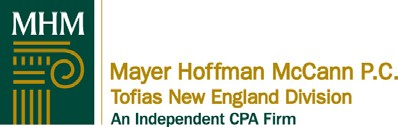 MHM
Mayer Hoffman McCann P.C.
Tofias New England Division
An Independent CPA Firm